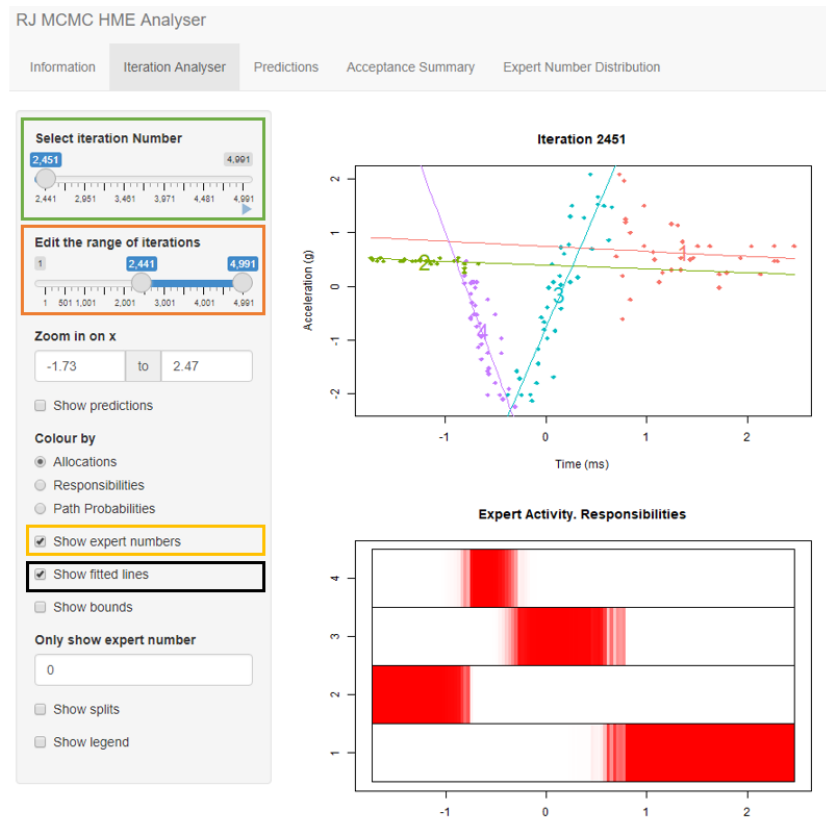 RJ MCMC HME Analyser
Information Iteration Analyser Predictions Acceptance Summary Expert Number Distribution
Select iteration Number
2,451 4,991
2,441 2,951 3,461 3,971 4,481 4,991
Edit the range of iterations
1 2,441 4,991
1 501 1,001 2,001 3,001 4,001 4,991
Zoom in on x
-1.73 to 2.47
Show predictions
Colour by
Allocations
Responsibilities
Path Probabilities
Show expert numbers
Show fitted lines
Show bounds
Only show expert number
0
Show splits
Show legend
Iteration 2451
Acceleration (g)
2
1
0
-1
-2
1
2
3
4
-1 0 1 2
Time (ms)
Expert Activity. Responsibilities
4
3
2
1
-1 0 1 2